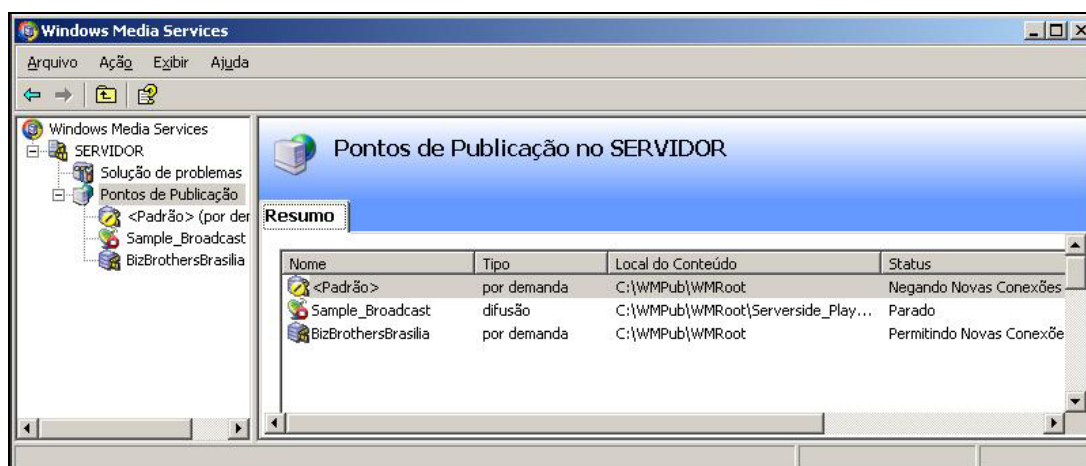 Windows Media Services
Arquivo Ação Exibir Ajuda
Windows Media Services
SERVIDOR
Solução de problemas
Pontos de Publicação
<Padrão> (por der
Sample_Broadcast
BizBrothersBrasilia
Pontos de Publicação no SERVIDOR
Resumo
Nome Tipo Local do Conteúdo Status
<Padrão> por demanda C:\WMPub\WMRoot Negando Novas Conexões
Sample_Broadcast difusão C:\WMPub\WMRoot\Serverside_Play... Parado
BizBrothersBrasilia por demanda C:\WMPub\WMRoot Permitindo Novas Conexõe